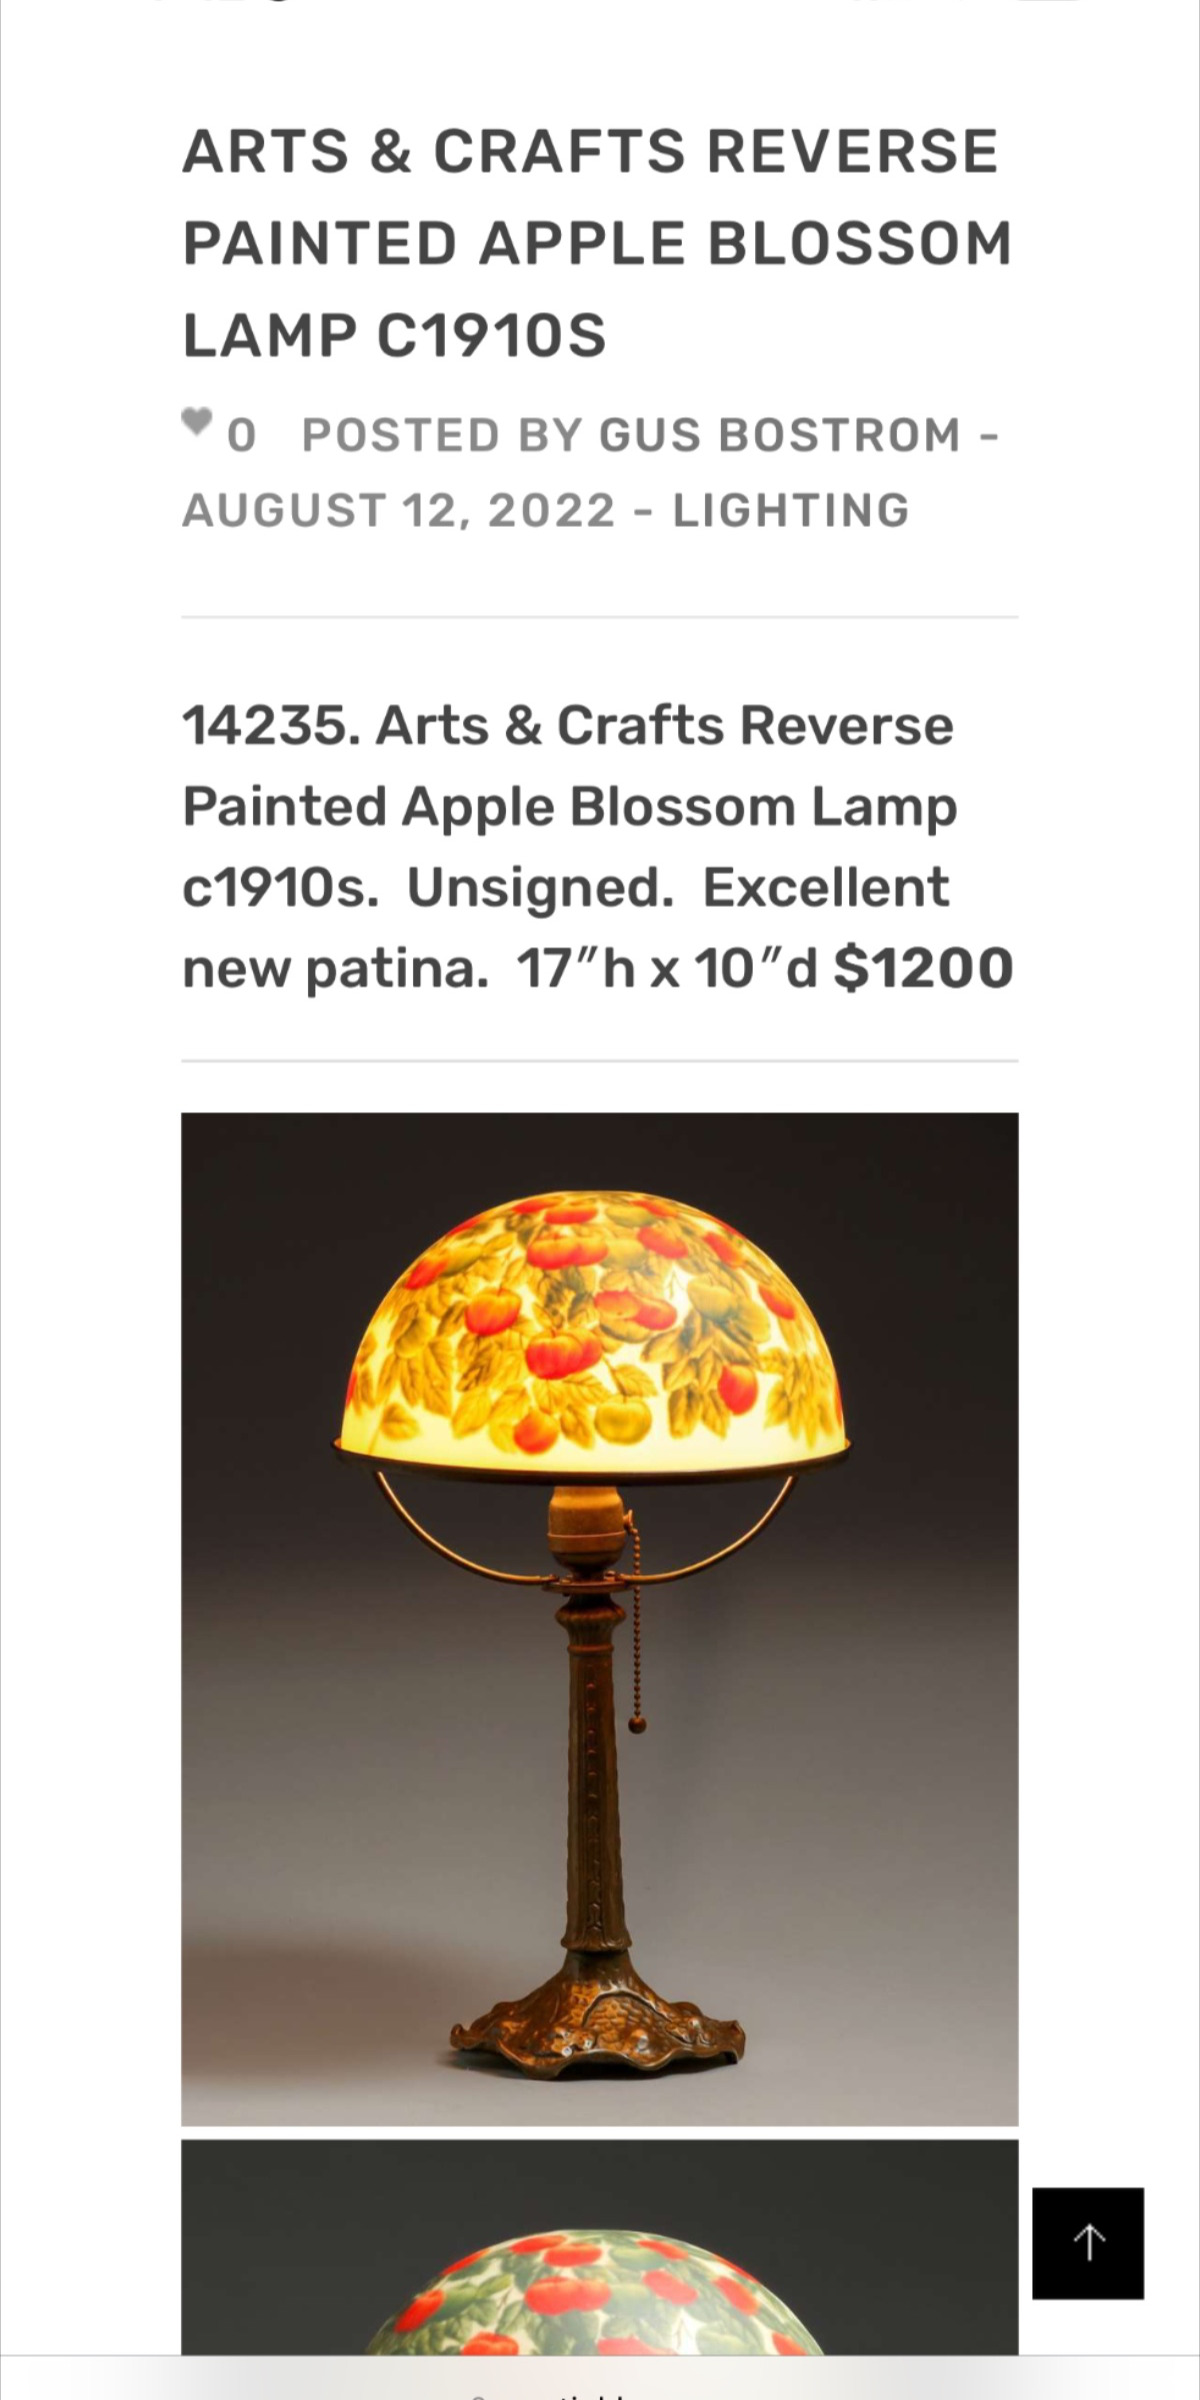 ARTS & CRAFTS REVERSE
PAINTED APPLE BLOSSOM
LAMP C1910S
0 POSTED BY GUS BOSTROM -
AUGUST 12, 2022 - LIGHTING
14235. Arts & Crafts Reverse
Painted Apple Blossom Lamp
c1910s.  Unsigned.  Excellent
new patina.  17”h x 10”d $1200